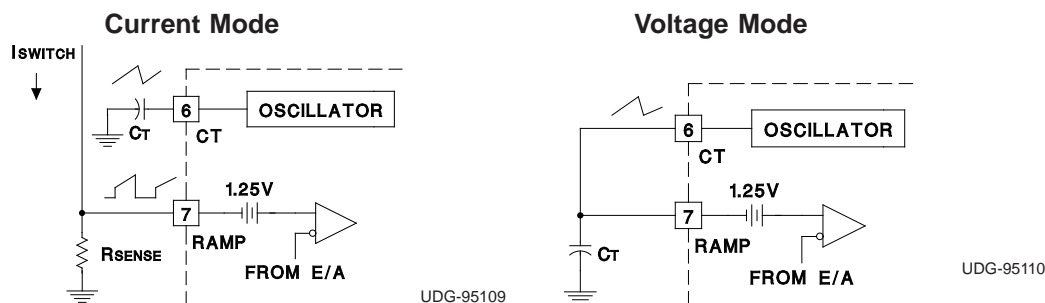 Current Mode
ISWITCH
6
OSCILLATOR
CT
CT
1.25V
7
RAMP
RSENSE
FROM E/A
UDG-95109
Voltage Mode
6
OSCILLATOR
CT
1.25V
7
RAMP
CT
FROM E/A
UDG-95110